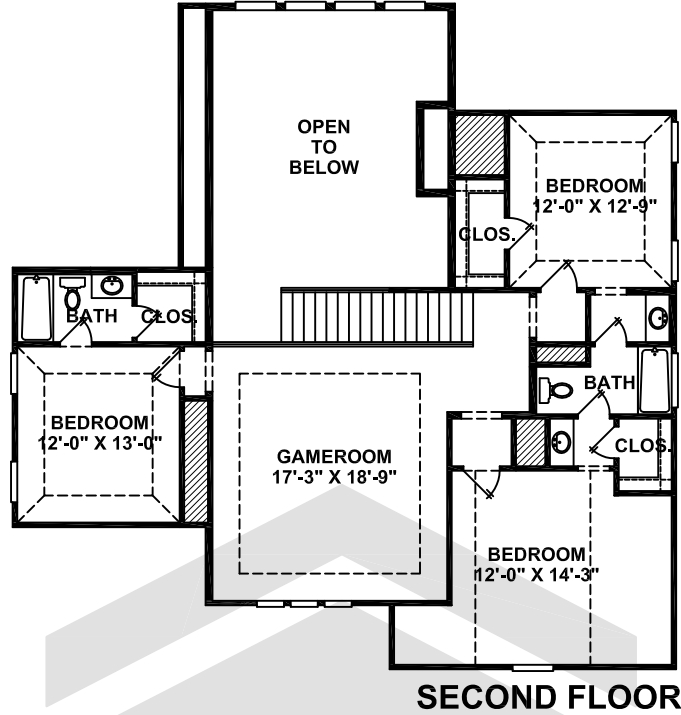 OPEN
TO
BELOW
BEDROOM
12'-0" X 12'-9"
CLOS.
BATH
CLOS.
BEDROOM
12'-0" X 13'-0"
BATH
GAMEROOM
17'-3" X 18'-9"
CLOS.
BEDROOM
12'-0" X 14'-3"
SECOND FLOOR